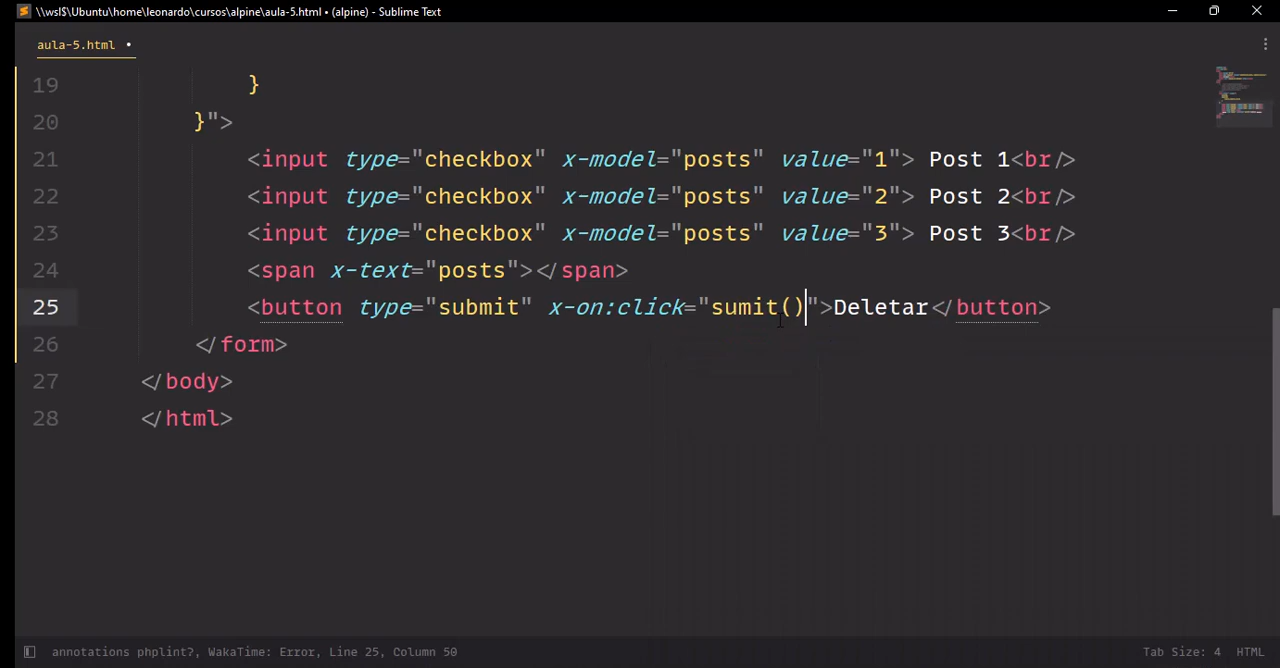 \\wsl$\Ubuntu\home\leonardo\cursos\alpine\aula-5.html • (alpine) - Sublime Text
aula-5.html •
19 }
20 }">
21 <input type="checkbox" x-model="posts" value="1"> Post 1<br/>
22 <input type="checkbox" x-model="posts" value="2"> Post 2<br/>
23 <input type="checkbox" x-model="posts" value="3"> Post 3<br/>
24 <span x-text="posts"></span>
25 <button type="submit" x-on:click="sumit()">Deletar</button>
26 </form>
27 </body>
28 </html>
annotations phplint?, WakaTime: Error, Line 25, Column 50 Tab Size: 4 HTML